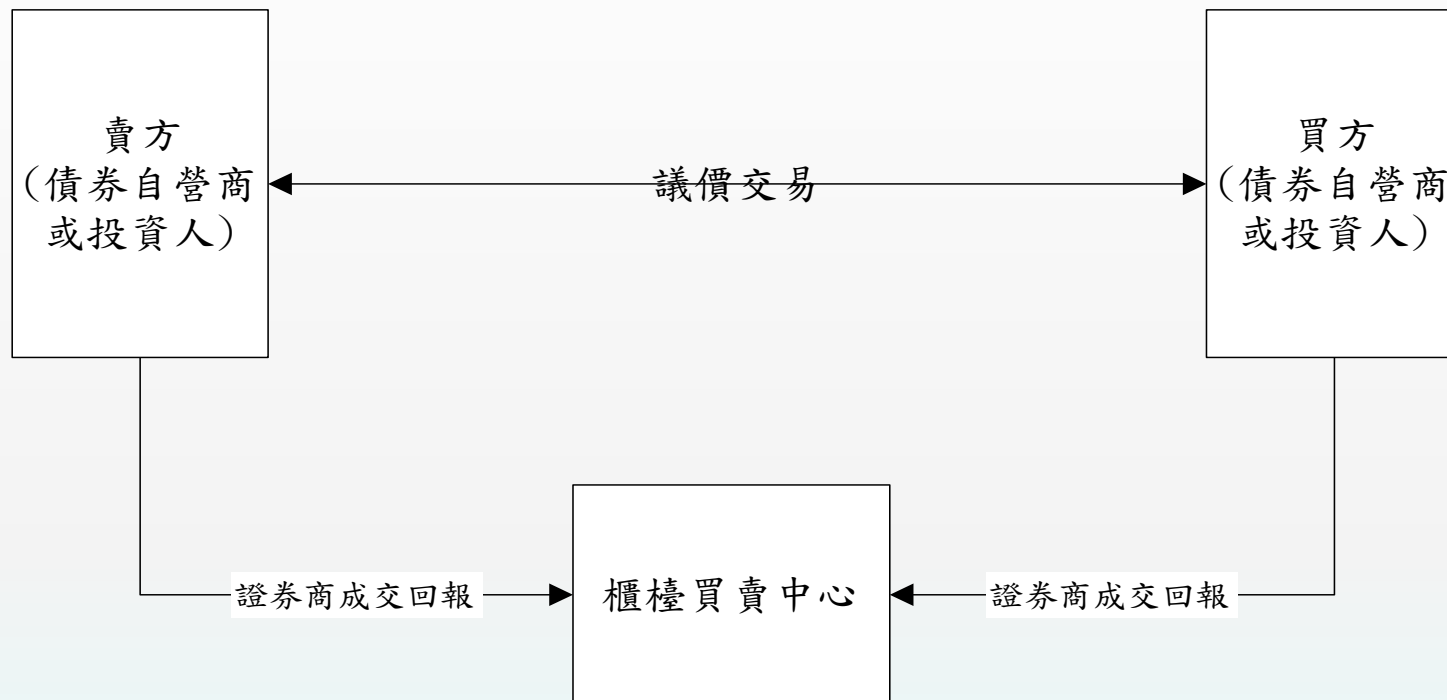 賣方
(債券自營商
或投資人)
議價交易
買方
(債券自營商
或投資人)
證券商成交回報
櫃檯買賣中心
證券商成交回報